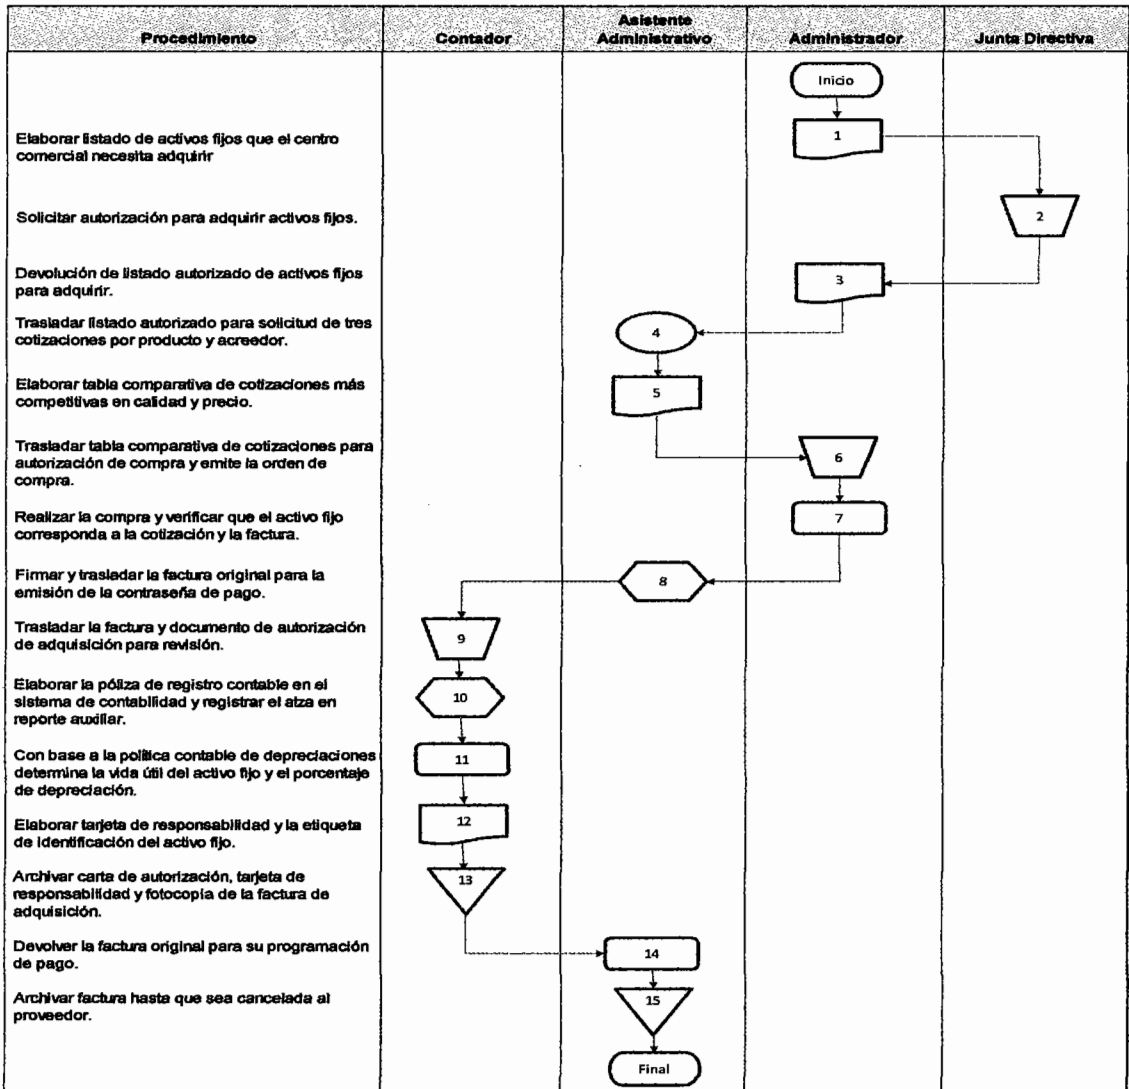 Procedimiento
Contador
Asistente
Administrativo
Administrador
Junta Directiva
Inicio
Elaborar listado de activos fijos que el centro
comercial necesita adquirir
1
Solicitar autorización para adquirir activos fijos.
2
Devolución de listado autorizado de activos fijos
para adquirir.
3
Trasladar listado autorizado para solicitud de tres
cotizaciones por producto y acreedor.
4
Elaborar tabla comparativa de cotizaciones más
competitivas en calidad y precio.
5
Trasladar tabla comparativa de cotizaciones para
autorización de compra y emite la orden de
compra.
6
Realizar la compra y verificar que el activo fijo
corresponda a la cotización y la factura.
7
Firmar y trasladar la factura original para la
emisión de la contraseña de pago.
8
Trasladar la factura y documento de autorización
de adquisición para revisión.
9
Elaborar la póliza de registro contable en el
sistema de contabilidad y registrar el alza en
reporte auxiliar.
10
Con base a la política contable de depreciaciones
determina la vida útil del activo fijo y el porcentaje
de depreciación.
11
Elaborar tarjeta de responsabilidad y la etiqueta
de identificación del activo fijo.
12
Archivar carta de autorización, tarjeta de
responsabilidad y fotocopia de la factura de
adquisición.
13
Devolver la factura original para su programación
de pago.
14
Archivar factura hasta que sea cancelada al
proveedor.
15
Final